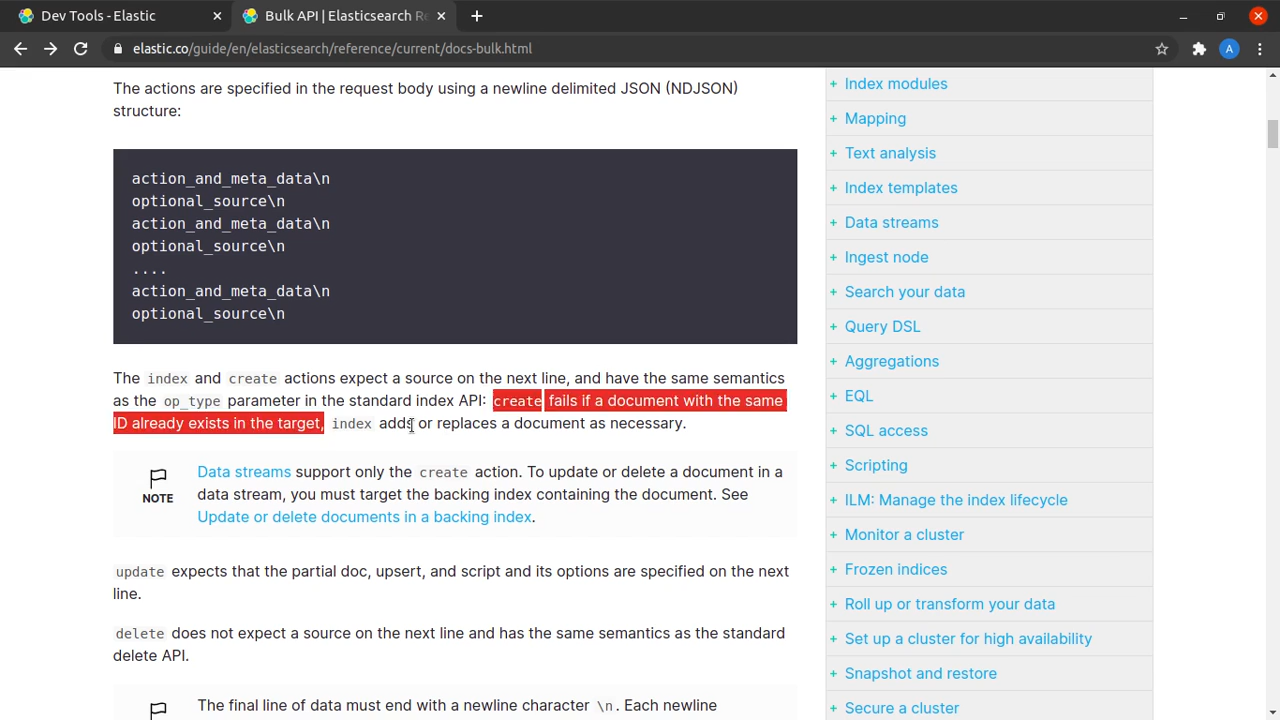 Dev Tools - Elastic
Bulk API | Elasticsearch Re
elastic.co/guide/en/elasticsearch/reference/current/docs-bulk.html
A
The actions are specified in the request body using a newline delimited JSON (NDJSON)
structure:
action_and_meta_data\n
optional_source\n
action_and_meta_data\n
optional_source\n
....
action_and_meta_data\n
optional_source\n
The index and create actions expect a source on the next line, and have the same semantics
as the op_type parameter in the standard index API: create fails if a document with the same
ID already exists in the target, index adds or replaces a document as necessary.
NOTE
Data streams support only the create action. To update or delete a document in a
data stream, you must target the backing index containing the document. See
Update or delete documents in a backing index.
update expects that the partial doc, upsert, and script and its options are specified on the next
line.
delete does not expect a source on the next line and has the same semantics as the standard
delete API.
The final line of data must end with a newline character \n. Each newline
+ Index modules
+ Mapping
+ Text analysis
+ Index templates
+ Data streams
+ Ingest node
+ Search your data
+ Query DSL
+ Aggregations
+ EQL
+ SQL access
+ Scripting
+ ILM: Manage the index lifecycle
+ Monitor a cluster
+ Frozen indices
+ Roll up or transform your data
+ Set up a cluster for high availability
+ Snapshot and restore
+ Secure a cluster